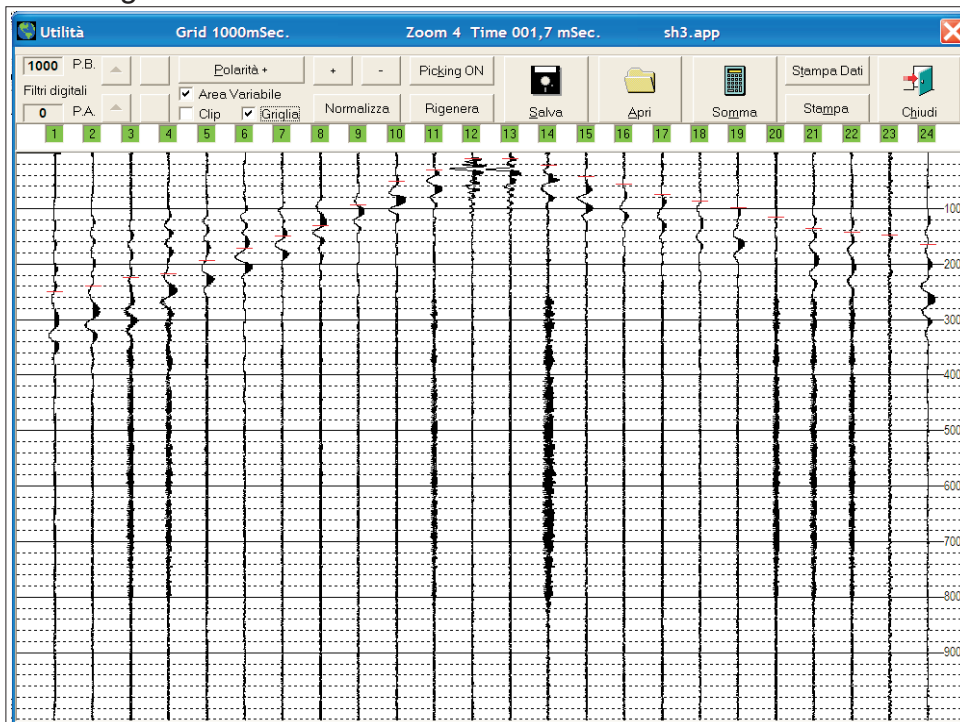 Utilità Grid 1000mSec. Zoom 4 Time 001,7 mSec. sh3.app
1000 P.B. Polarità + + - Picking ON Stampa Dati
Filtri digitali Area Variabile
0 P.A. Clip Griglia Normalizza Rigenera Salva Apri Somma Stampa Chiudi
1 2 3 4 5 6 7 8 9 10 11 12 13 14 15 16 17 18 19 20 21 22 23 24
100
200
300
400
500
600
700
800
900